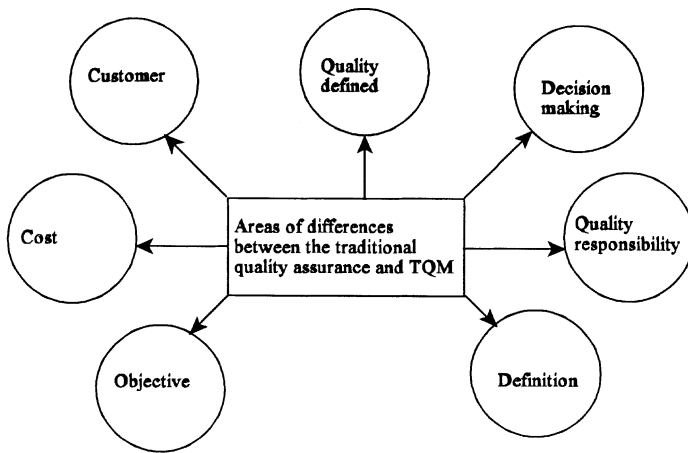 Customer
Quality
defined
Decision
making
Cost
Areas of differences
between the traditional
quality assurance and TQM
Quality
responsibility
Objective
Definition